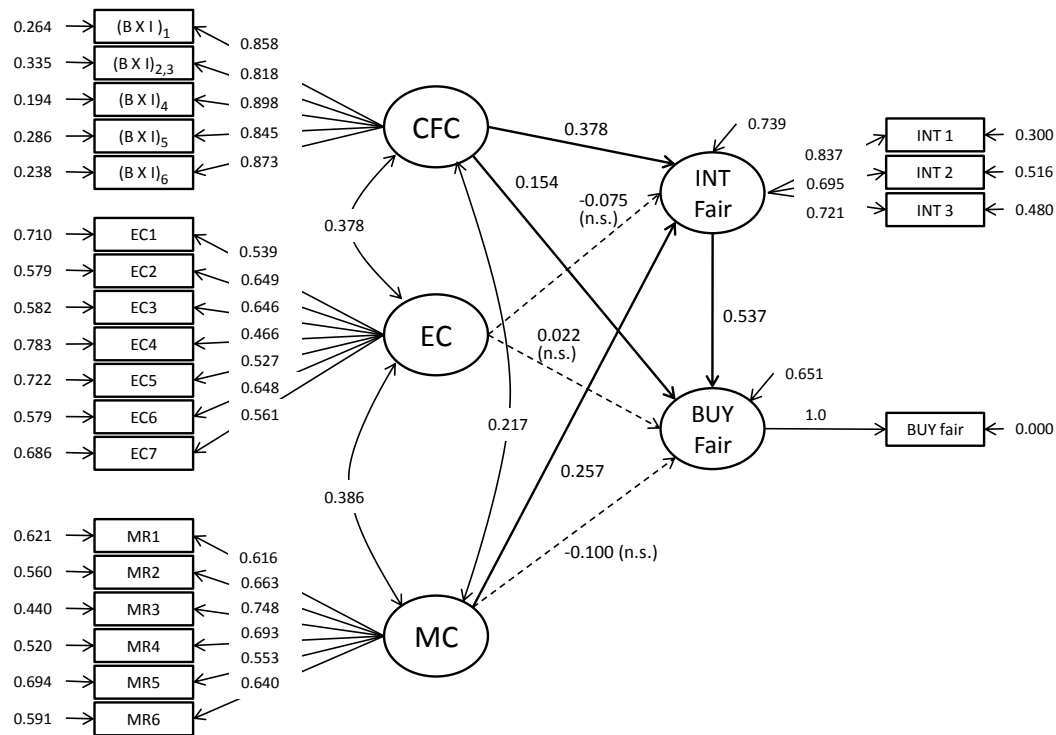 0.264
(B X I)1
0.858
0.335
(B X I)2,3
0.818
0.194
(B X I)4
0.898
0.286
(B X I)5
0.845
0.238
(B X I)6
0.873
CFC
0.378
0.154
0.739
INT
Fair
0.837
0.695
0.721
INT 1
0.300
INT 2
0.516
INT 3
0.480
-0.075
(n.s.)
0.378
0.710
EC1
0.539
0.579
EC2
0.649
0.582
EC3
0.646
0.783
EC4
0.466
0.722
EC5
0.527
0.579
EC6
0.648
0.686
EC7
0.561
EC
0.022
(n.s.)
0.537
0.217
0.651
BUY
Fair
1.0
BUY fair
0.000
0.257
0.386
-0.100 (n.s.)
0.621
MR1
0.616
0.560
MR2
0.663
0.440
MR3
0.748
0.520
MR4
0.693
0.694
MR5
0.553
0.591
MR6
0.640
MC